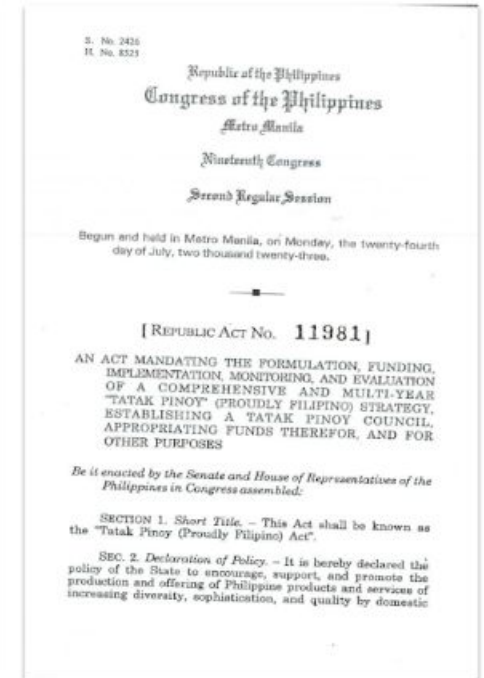 S. No. 2426
H. No. 8525
Republic of the Philippines
Congress of the Philippines
Metro Manila
Nineteenth Congress
Second Regular Session
Begun and held in Metro Manila, on Monday, the twenty-fourth
day of July, two thousand twenty-three.
[ REPUBLIC ACT NO. 11981 ]
AN ACT MANDATING THE FORMULATION, FUNDING,
IMPLEMENTATION, MONITORING, AND EVALUATION
OF A COMPREHENSIVE AND MULTI-YEAR
"TATAK PINOY" (PROUDLY FILIPINO) STRATEGY,
ESTABLISHING A TATAK PINOY COUNCIL,
APPROPRIATING FUNDS THEREFOR, AND FOR
OTHER PURPOSES
Be it enacted by the Senate and House of Representatives of the
Philippines in Congress assembled:
SECTION 1. Short Title. – This Act shall be known as
the "Tatak Pinoy (Proudly Filipino) Act".
SEC. 2. Declaration of Policy. – It is hereby declared the
policy of the State to encourage, support, and promote the
production and offering of Philippine products and services of
increasing diversity, sophistication, and quality by domestic